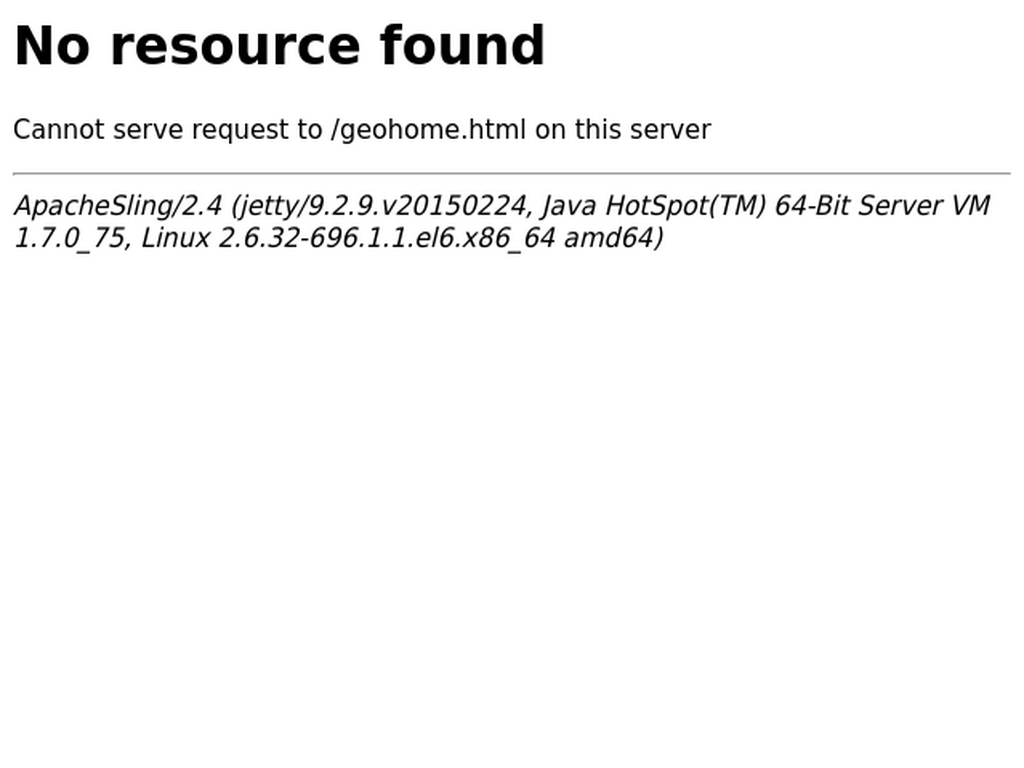 No resource found
Cannot serve request to /geohome.html on this server
ApacheSling/2.4 (jetty/9.2.9.v20150224, Java HotSpot(TM) 64-Bit Server VM
1.7.0_75, Linux 2.6.32-696.1.1.el6.x86_64 amd64)